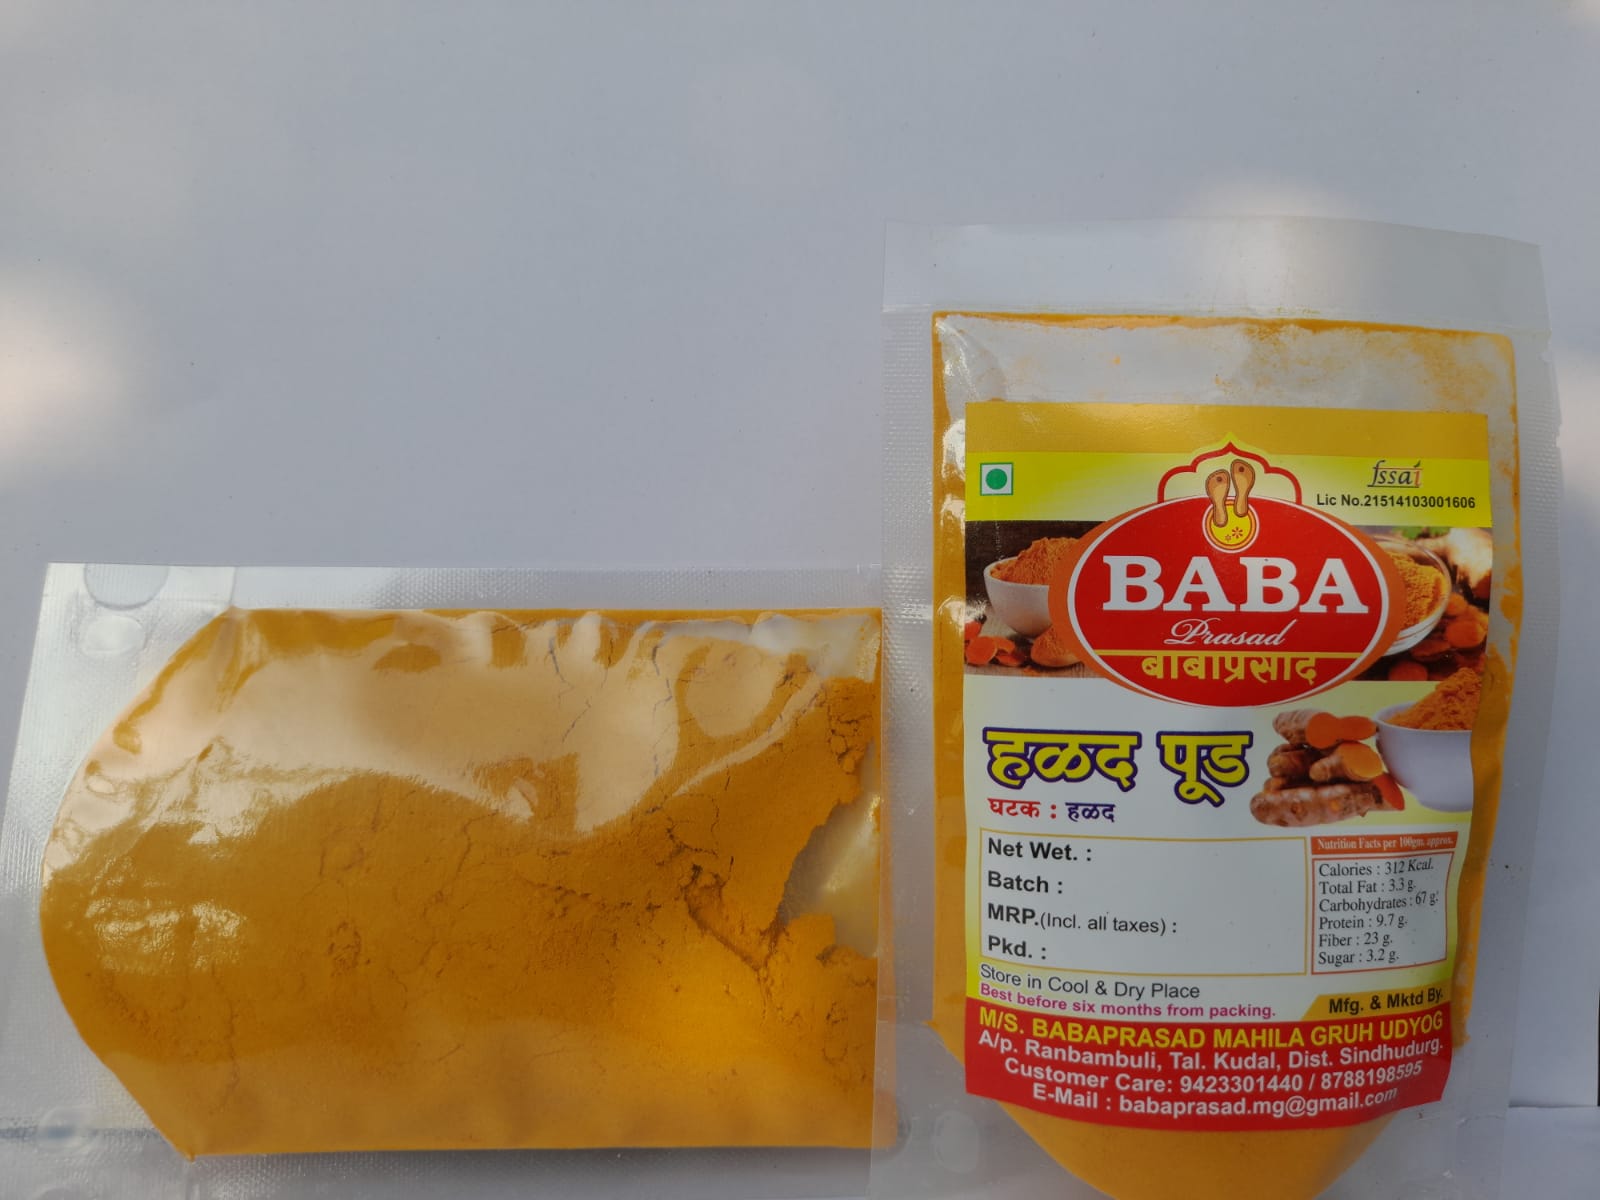 fssai
Lic No.21514103001606
BABA
Prasad
बाबाप्रसाद
हळद पूड
घटक : हळद
Net Wet. :
Batch :
MRP.(Incl. all taxes) :
Pkd. :
Nutrition Facts per 100gm. approx.
Calories : 312 Kcal.
Total Fat : 3.3 g.
Carbohydrates : 67 g.
Protein : 9.7 g.
Fiber : 23 g.
Sugar : 3.2 g.
Store in Cool & Dry Place
Best before six months from packing.
Mfg. & Mktd By.
M/S. BABAPRASAD MAHILA GRUH UDYOG
A/p. Ranbambuli, Tal. Kudal, Dist. Sindhudurg.
Customer Care: 9423301440 / 8788198595
E-Mail : babaprasad.mg@gmail.com